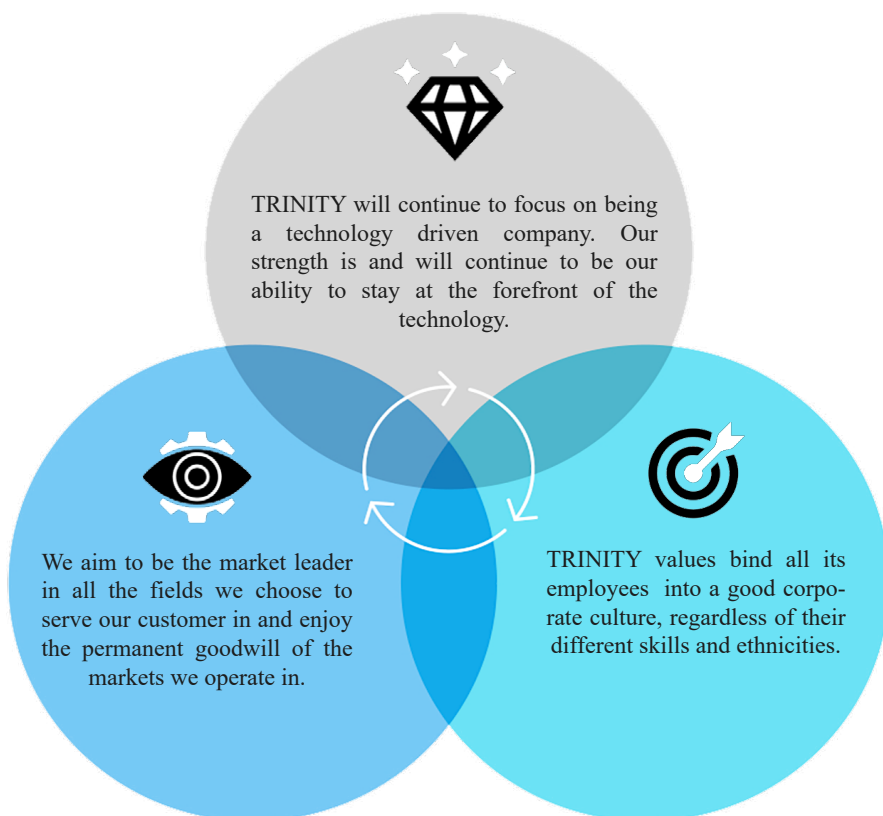 TRINITY will continue to focus on being
a technology driven company. Our
strength is and will continue to be our
ability to stay at the forefront of the
technology.
We aim to be the market leader
in all the fields we choose to
serve our customer in and enjoy
the permanent goodwill of the
markets we operate in.
TRINITY values bind all its
employees into a good corpo-
rate culture, regardless of their
different skills and ethnicities.